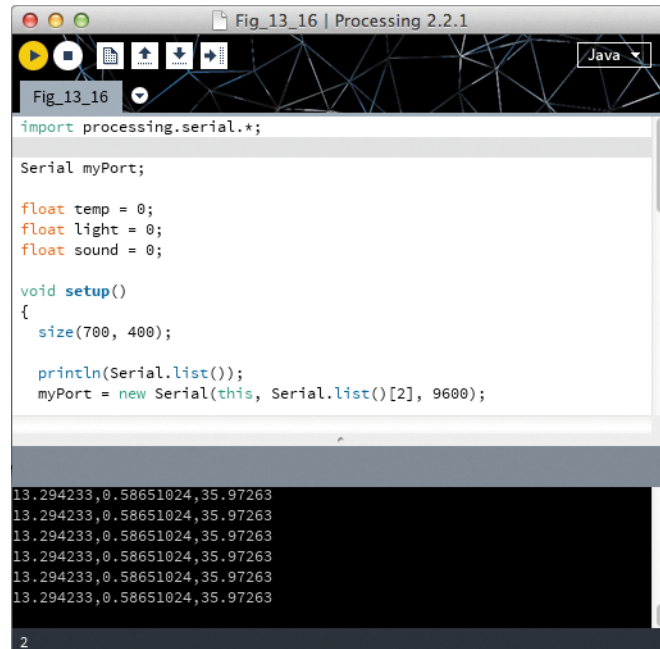 Fig_13_16 | Processing 2.2.1
Java
Fig_13_16
import processing.serial.*;
Serial myPort;
float temp = 0;
float light = 0;
float sound = 0;
void setup()
{
  size(700, 400);
  println(Serial.list());
  myPort = new Serial(this, Serial.list()[2], 9600);
13.294233,0.58651024,35.97263
13.294233,0.58651024,35.97263
13.294233,0.58651024,35.97263
13.294233,0.58651024,35.97263
13.294233,0.58651024,35.97263
13.294233,0.58651024,35.97263
2